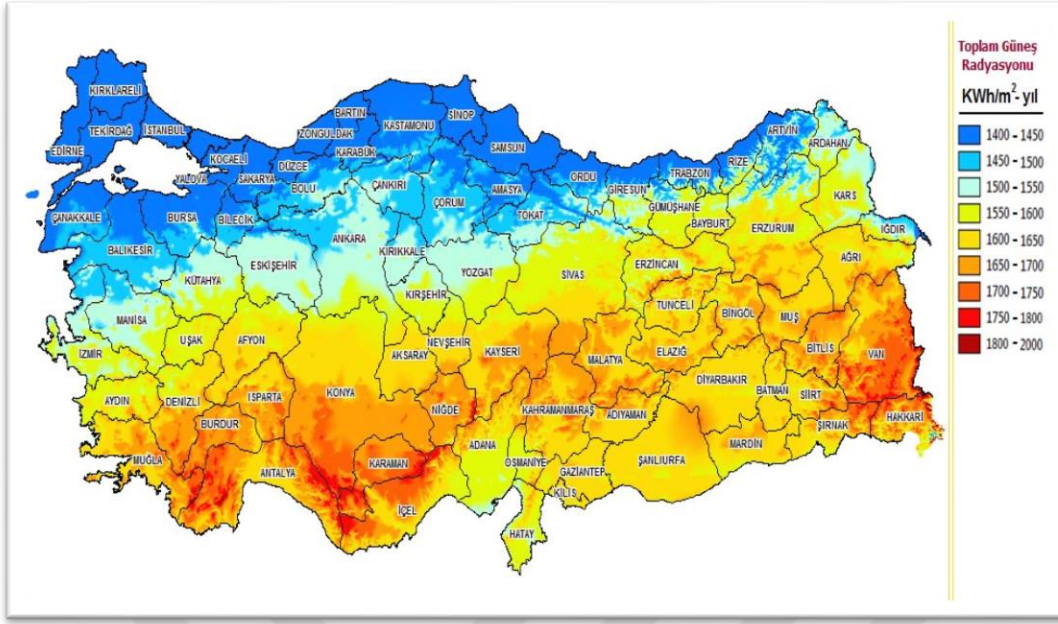 Toplam Güneş
Radyasyonu
KWh/m²- yıl
1400 - 1450
1450 - 1500
1500 - 1550
1550 - 1600
1600 - 1650
1650 - 1700
1700 - 1750
1750 - 1800
1800 - 2000
KIRKLARELİ
TEKİRDAĞ
İSTANBUL
EDİRNE
KOCAELİ
YALOVA
SAKARYA
DÜZCE
ZONGULDAK
BARTIN
KARABÜK
KASTAMONU
SİNOP
SAMSUN
BOLU
ÇANKIRI
ÇORUM
AMASYA
TOKAT
ORDU
GİRESUN
TRABZON
RİZE
ARTVİN
ARDAHAN
KARS
IĞDIR
GÜMÜŞHANE
BAYBURT
ERZURUM
AĞRI
ÇANAKKALE
BURSA
BİLECİK
BALIKESİR
ESKİŞEHİR
ANKARA
KIRIKKALE
YOZGAT
SİVAS
ERZİNCAN
KÜTAHYA
KIRŞEHİR
TUNCELİ
BİNGÖL
MUŞ
MANİSA
UŞAK
AFYON
İZMİR
AKSARAY
NEVŞEHİR
KAYSERİ
MALATYA
ELAZIĞ
BİTLİS
VAN
AYDIN
DENİZLİ
ISPARTA
KONYA
NİĞDE
KAHRAMANMARAŞ
ADIYAMAN
DİYARBAKIR
BATMAN
SİİRT
ŞIRNAK
HAKKARİ
BURDUR
MUĞLA
ANTALYA
KARAMAN
İÇEL
ADANA
OSMANİYE
GAZİANTEP
KİLİS
ŞANLIURFA
MARDİN
HATAY